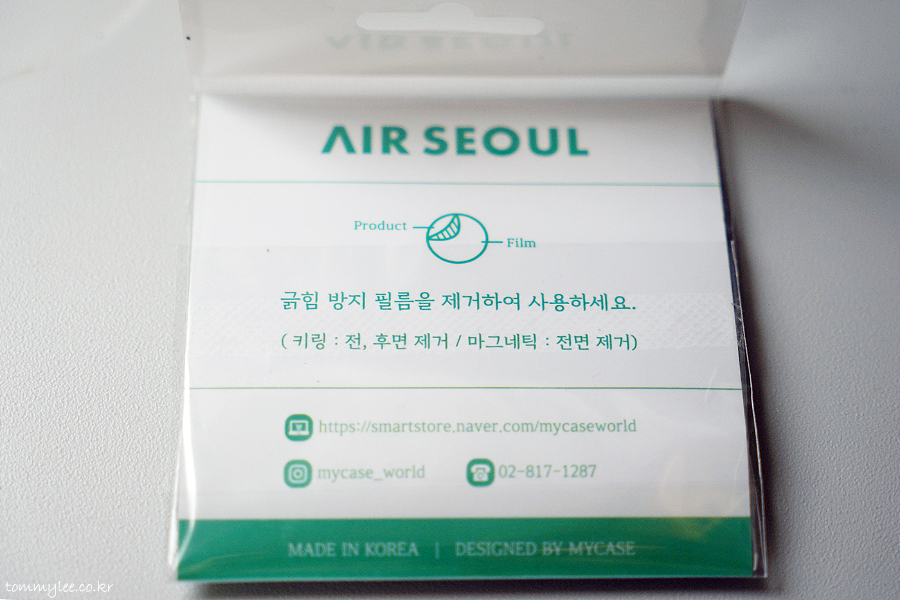 AIR SEOUL
Product
Film
긁힘 방지 필름을 제거하여 사용하세요.
( 키링 : 전, 후면 제거 / 마그네틱 : 전면 제거)
https://smartstore.naver.com/mycaseworld
mycase_world 02-817-1287
MADE IN KOREA | DESIGNED BY MYCASE
tommylee.co.kr